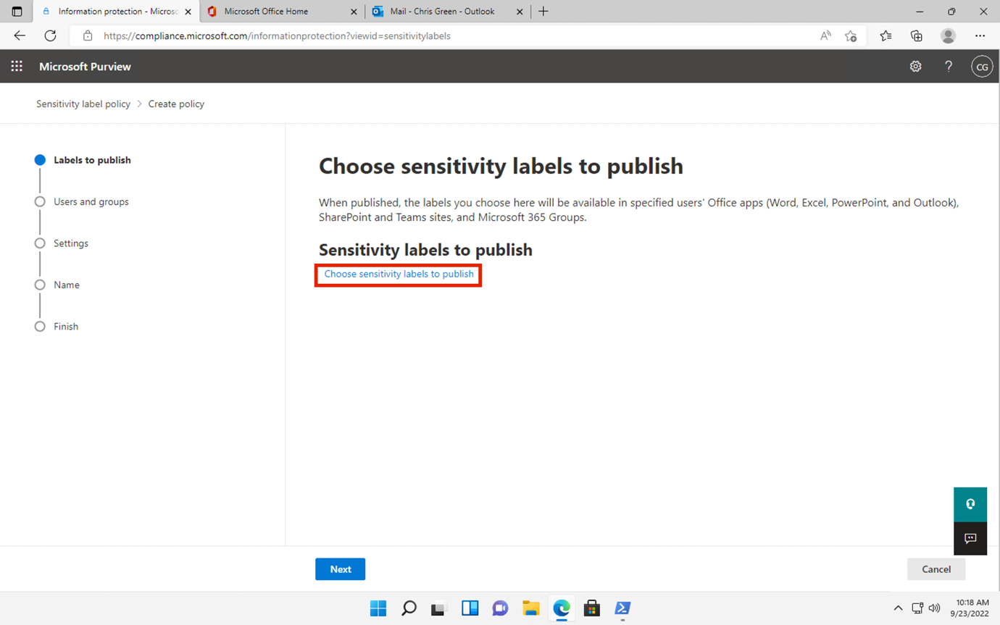 Information protection - Microso
Microsoft Office Home
Mail - Chris Green - Outlook
https://compliance.microsoft.com/informationprotection?viewid=sensitivitylabels
Microsoft Purview
?
CG
Sensitivity label policy > Create policy
Labels to publish
Users and groups
Settings
Name
Finish
Choose sensitivity labels to publish
When published, the labels you choose here will be available in specified users' Office apps (Word, Excel, PowerPoint, and Outlook),
SharePoint and Teams sites, and Microsoft 365 Groups.
Sensitivity labels to publish
Choose sensitivity labels to publish
Next
Cancel
10:18 AM
9/23/2022